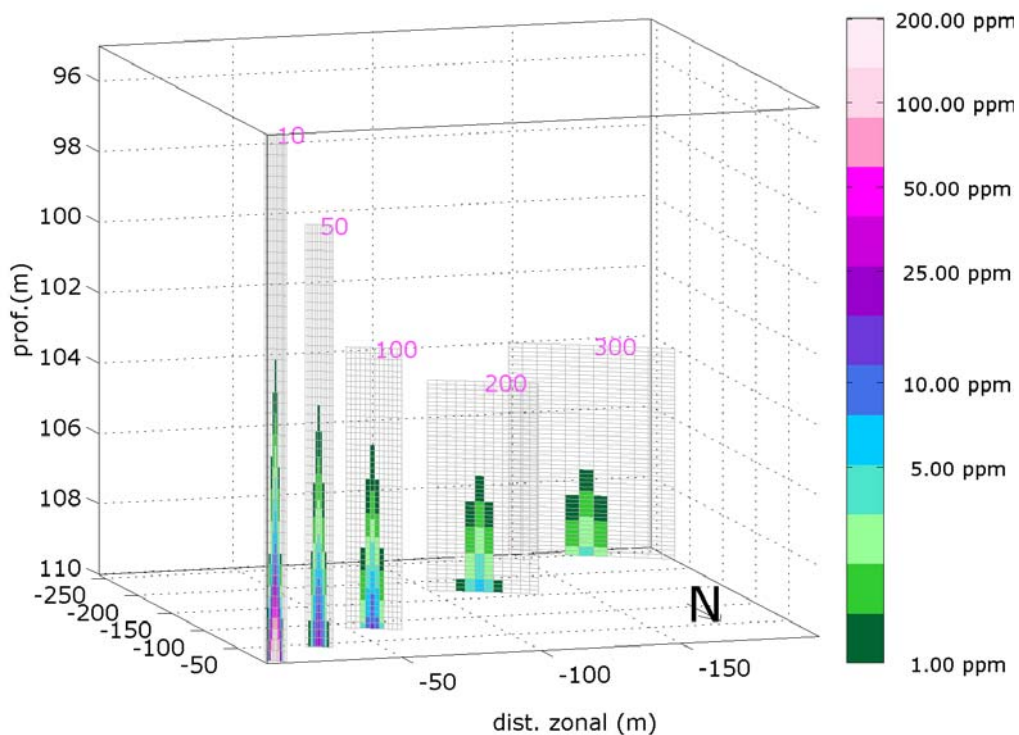 96
98
100
102
104
106
108
110
prof.(m)
10
50
100
200
300
-250
-200
-150
-100
-50
-50
-100
-150
dist. zonal (m)
N
200.00 ppm
100.00 ppm
50.00 ppm
25.00 ppm
10.00 ppm
5.00 ppm
1.00 ppm